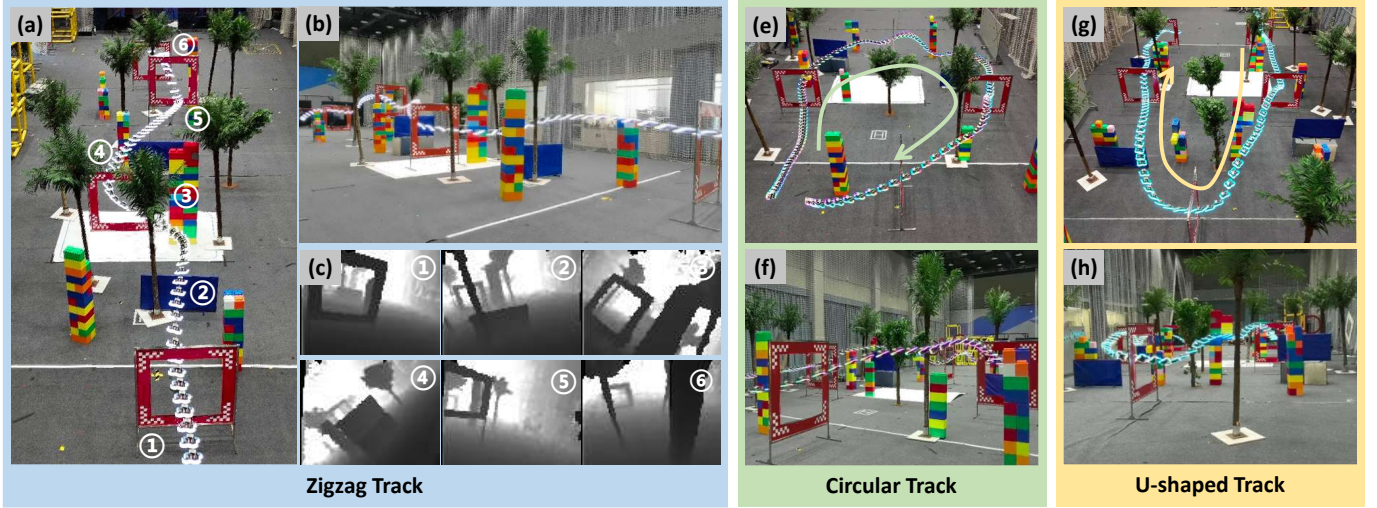 (a)
⑥
⑤
④
③
②
①
(b)
(c)
①
②
③
④
⑤
⑥
Zigzag Track
(e)
(f)
Circular Track
(g)
(h)
U-shaped Track